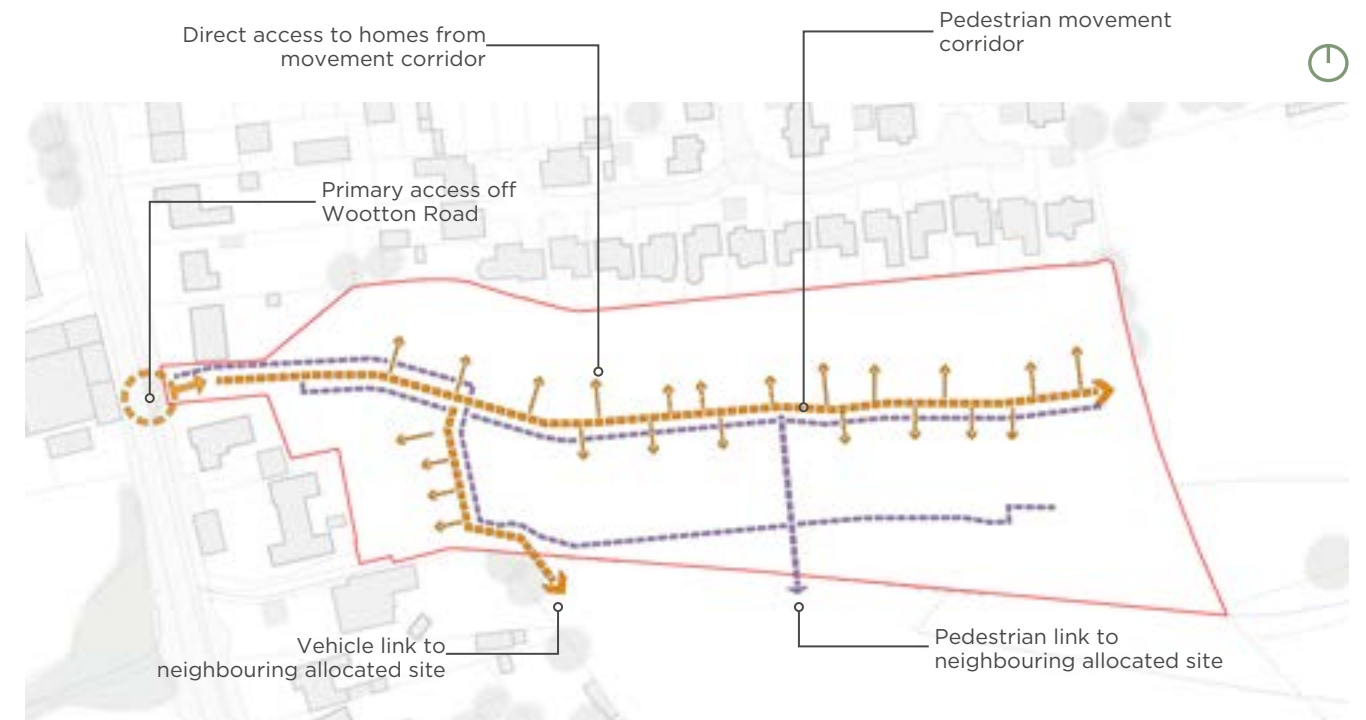 Direct access to homes from
movement corridor
Pedestrian movement
corridor
Primary access off
Wootton Road
Vehicle link to
neighbouring allocated site
Pedestrian link to
neighbouring allocated site